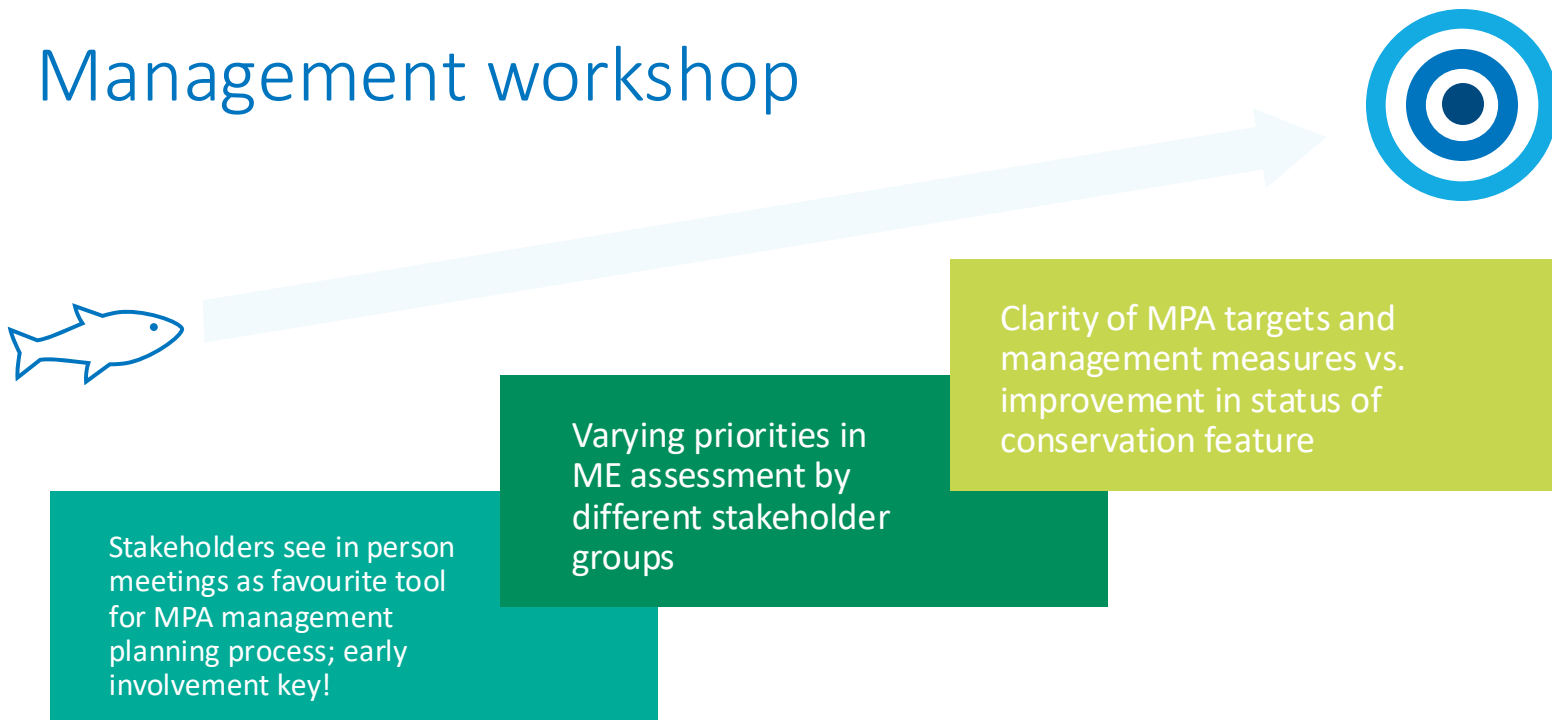 Management workshop
Clarity of MPA targets and
management measures vs.
improvement in status of
conservation feature
Varying priorities in
ME assessment by
different stakeholder
groups
Stakeholders see in person
meetings as favourite tool
for MPA management
planning process; early
involvement key!